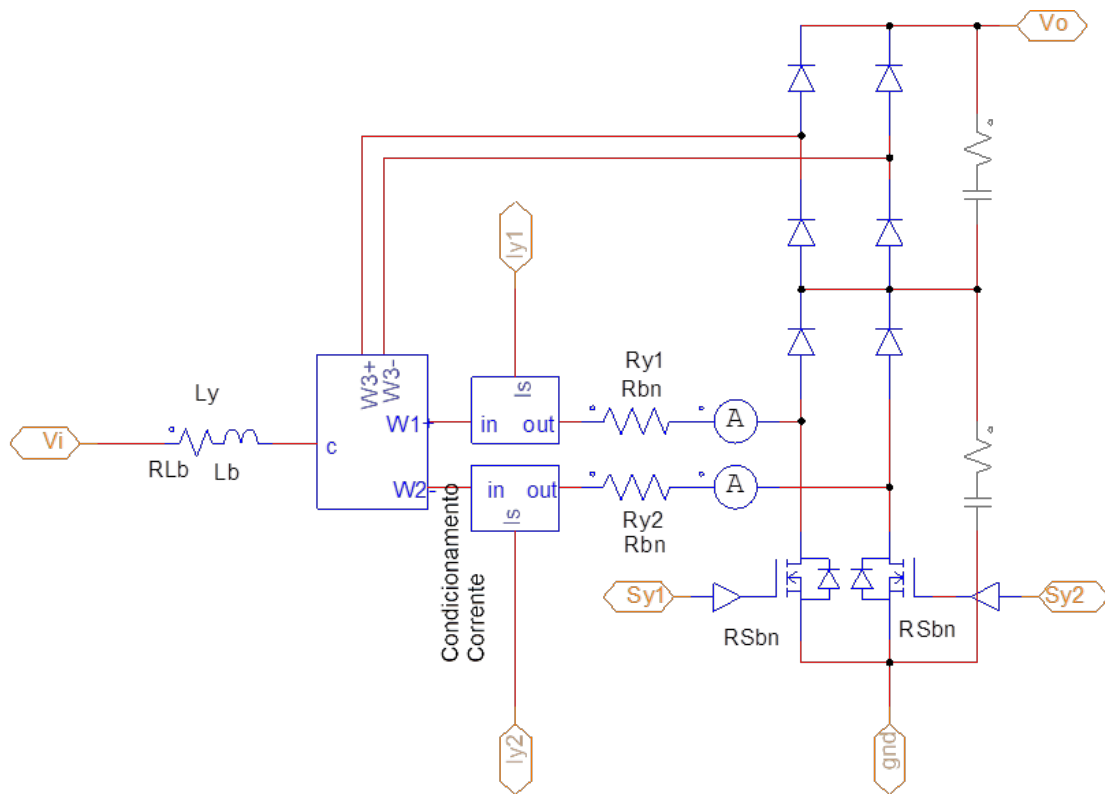 Vo
Iy1
W3+
W3-
Ly
Is
Ry1
Rbn
W1+
in
out
A
Vi
c
RLb
Lb
W2-
in
out
A
Is
Ry2
Rbn
Condicionamento
Corrente
Sy1
Sy2
RSbn
RSbn
Iy2
gnd